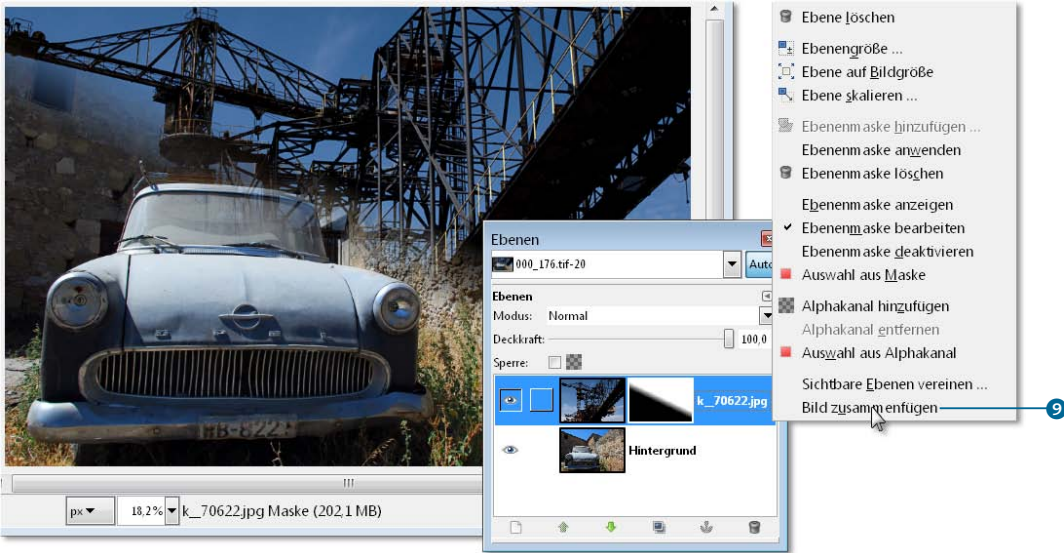 Ebene löschen
Ebenengröße ...
Ebene auf Bildgröße
Ebene skalieren ...
Ebenenmaske hinzufügen ...
Ebenenmaske anwenden
Ebenenmaske löschen
Ebenenmaske anzeigen
Ebenenmaske bearbeiten
Ebenenmaske deaktivieren
Auswahl aus Maske
Alphakanal hinzufügen
Alphakanal entfernen
Auswahl aus Alphakanal
Sichtbare Ebenen vereinen ...
Bild zusammenfügen
9
Ebenen
000_176.tif-20
Auto
Ebenen
Modus: Normal
Deckkraft: 100,0
Sperre:
k__70622.jpg
Hintergrund
HB-822
px 18,2% k__70622.jpg Maske (202,1 MB)